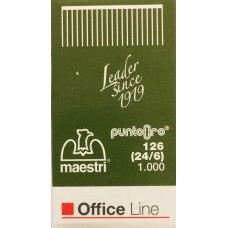 Leader
since
1919
puntoOro®
126
(24/6)
1.000
maestri®
Office Line